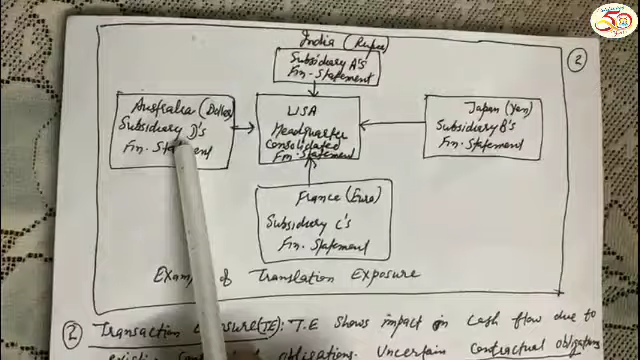 2
India (Rupee)
Subsidiary A's
Fin. Statement
Australia (Dollar)
Subsidiary D's
Fin. Statement
USA
Headquarter
Consolidated
Fin. Statement
Japan (Yen)
Subsidiary B's
Fin. Statement
France (Euro)
Subsidiary C's
Fin. Statement
of Translation Exposure
2 Transaction (TE): T.E shows impact in cash flow due to
obligations. Uncertain contractual obligations